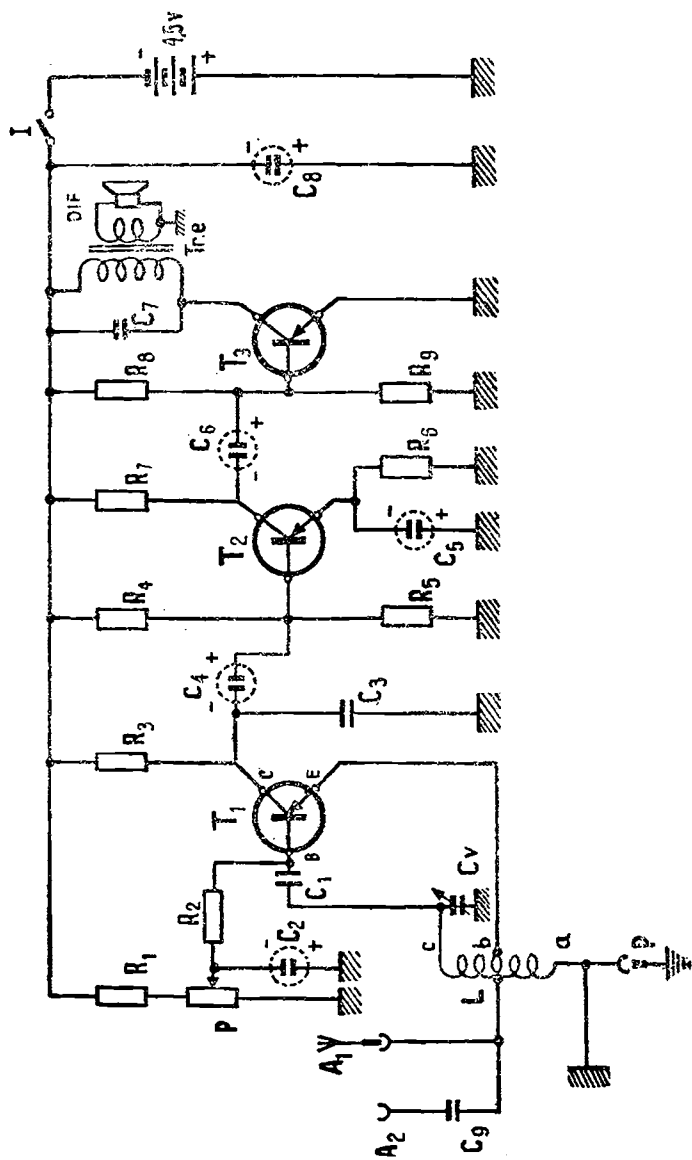 I
4,5v
-
+
-
+
C8
DIF
Tr.e
C7
T3
R8
R9
C6
-
+
R7
R6
T2
-
+
C5
R4
R5
C4
-
+
C3
R3
T1
C
E
B
C1
R2
C2
-
+
R1
P
Cv
c
b
a
L
A1
A2
C9